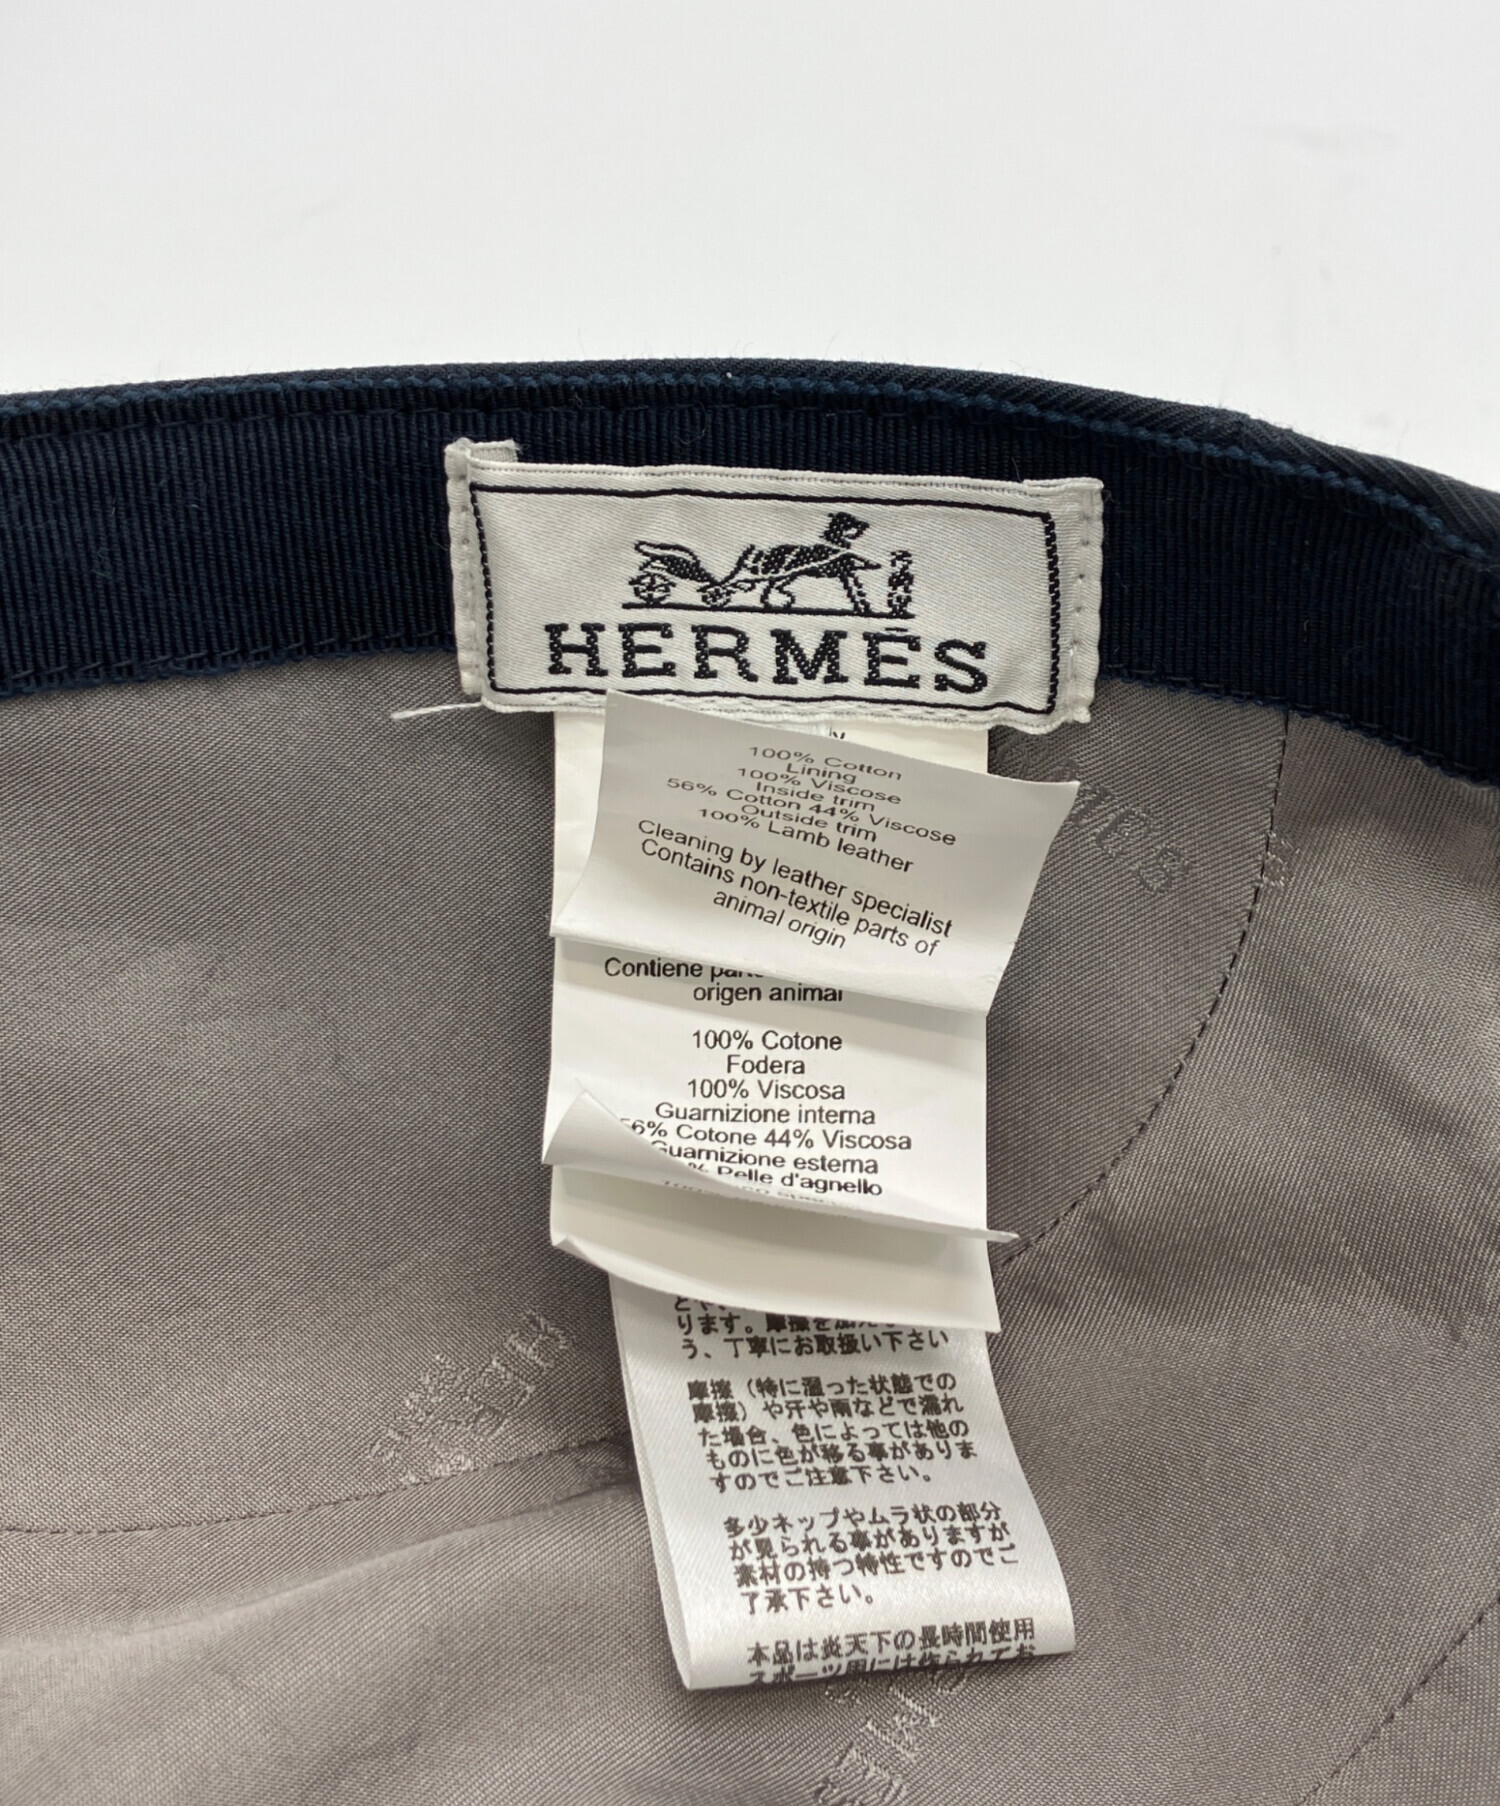 HERMÈS
100% Cotton
Lining
100% Viscose
Inside trim
56% Cotton 44% Viscose
Outside trim
100% Lamb leather
Cleaning by leather specialist
Contains non-textile parts of
animal origin
Contiene
origen animal
100% Cotone
Fodera
100% Viscosa
Guarnizione interna
56% Cotone 44% Viscosa
Guarnizione esterna
% Pelle d'agnello
ります。摩擦を加え
う、丁寧にお取扱い下さい
摩擦（特に湿った状態での
摩擦）や汗や雨などで濡れ
た場合、色によっては他の
ものに色が移る事がありま
すのでご注意下さい。
多少ネップやムラ状の部分
が見られる事がありますが
素材の持つ特性ですのでご
了承下さい。
本品は炎天下の長時間使用
スポーツ用には作られてお